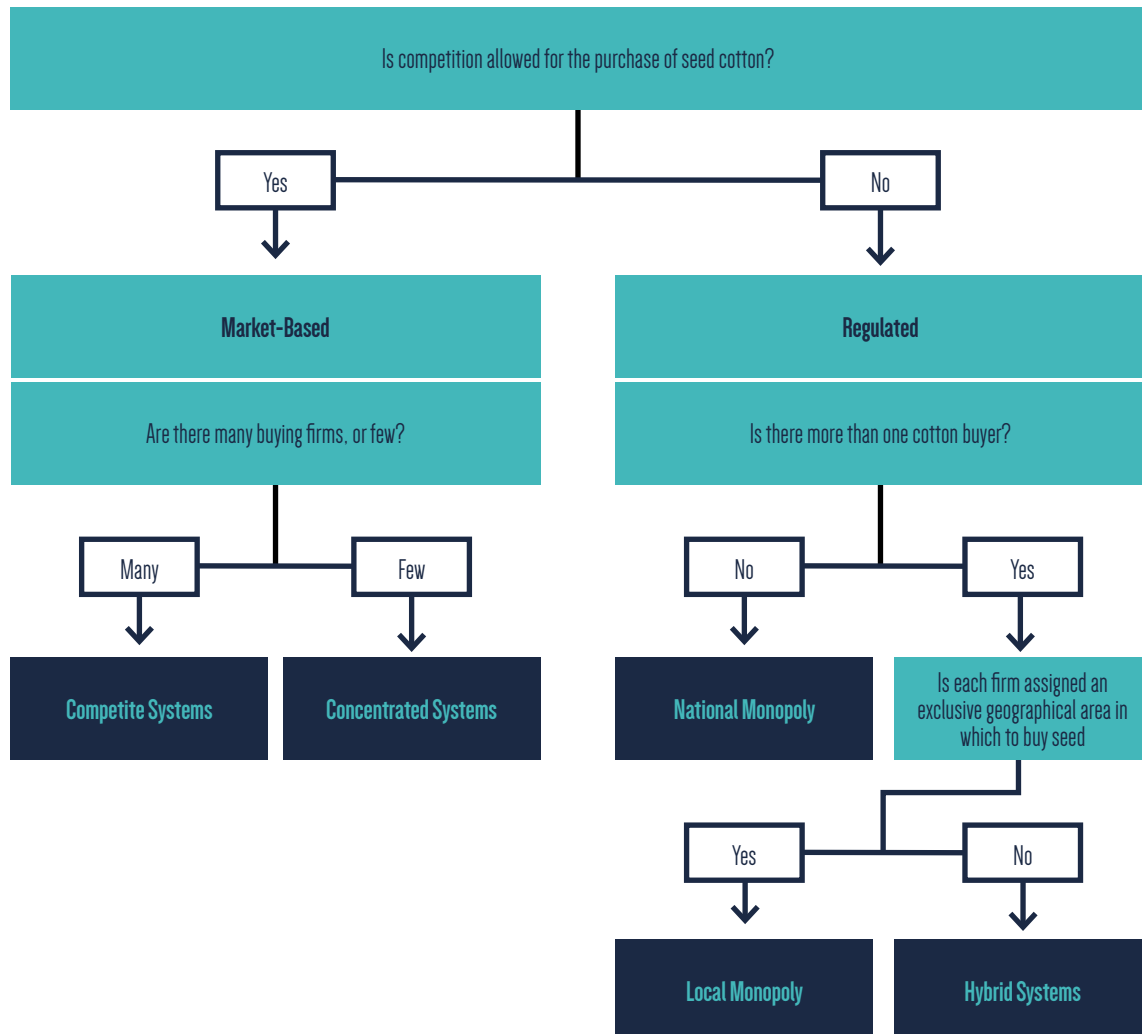 Is competition allowed for the purchase of seed cotton?
Yes
No
Market-Based
Regulated
Are there many buying firms, or few?
Is there more than one cotton buyer?
Many
Few
No
Yes
Competite Systems
Concentrated Systems
National Monopoly
Is each firm assigned an
exclusive geographical area in
which to buy seed
Yes
No
Local Monopoly
Hybrid Systems